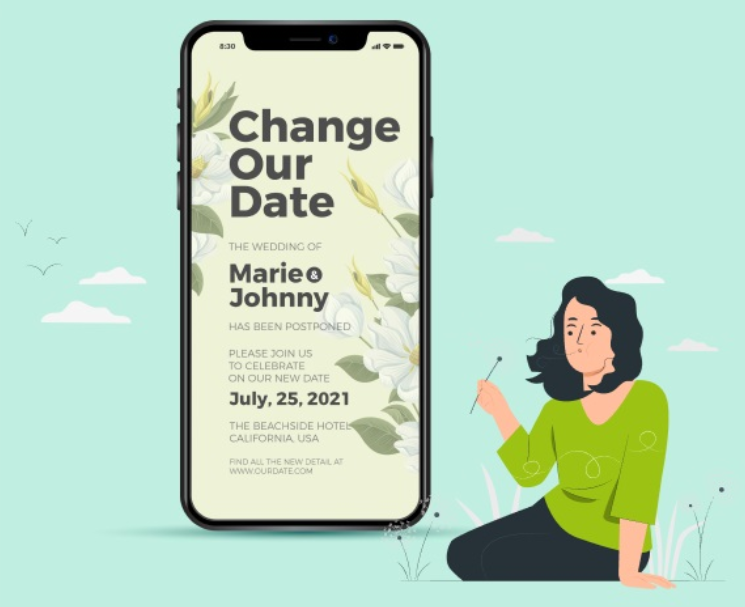 8:30
Change
Our
Date
THE WEDDING OF
Marie &
Johnny
HAS BEEN POSTPONED
PLEASE JOIN US
TO CELEBRATE
ON OUR NEW DATE
July, 25, 2021
THE BEACHSIDE HOTEL
CALIFORNIA, USA
FIND ALL THE NEW DETAIL AT
WWW.OURDATE.COM